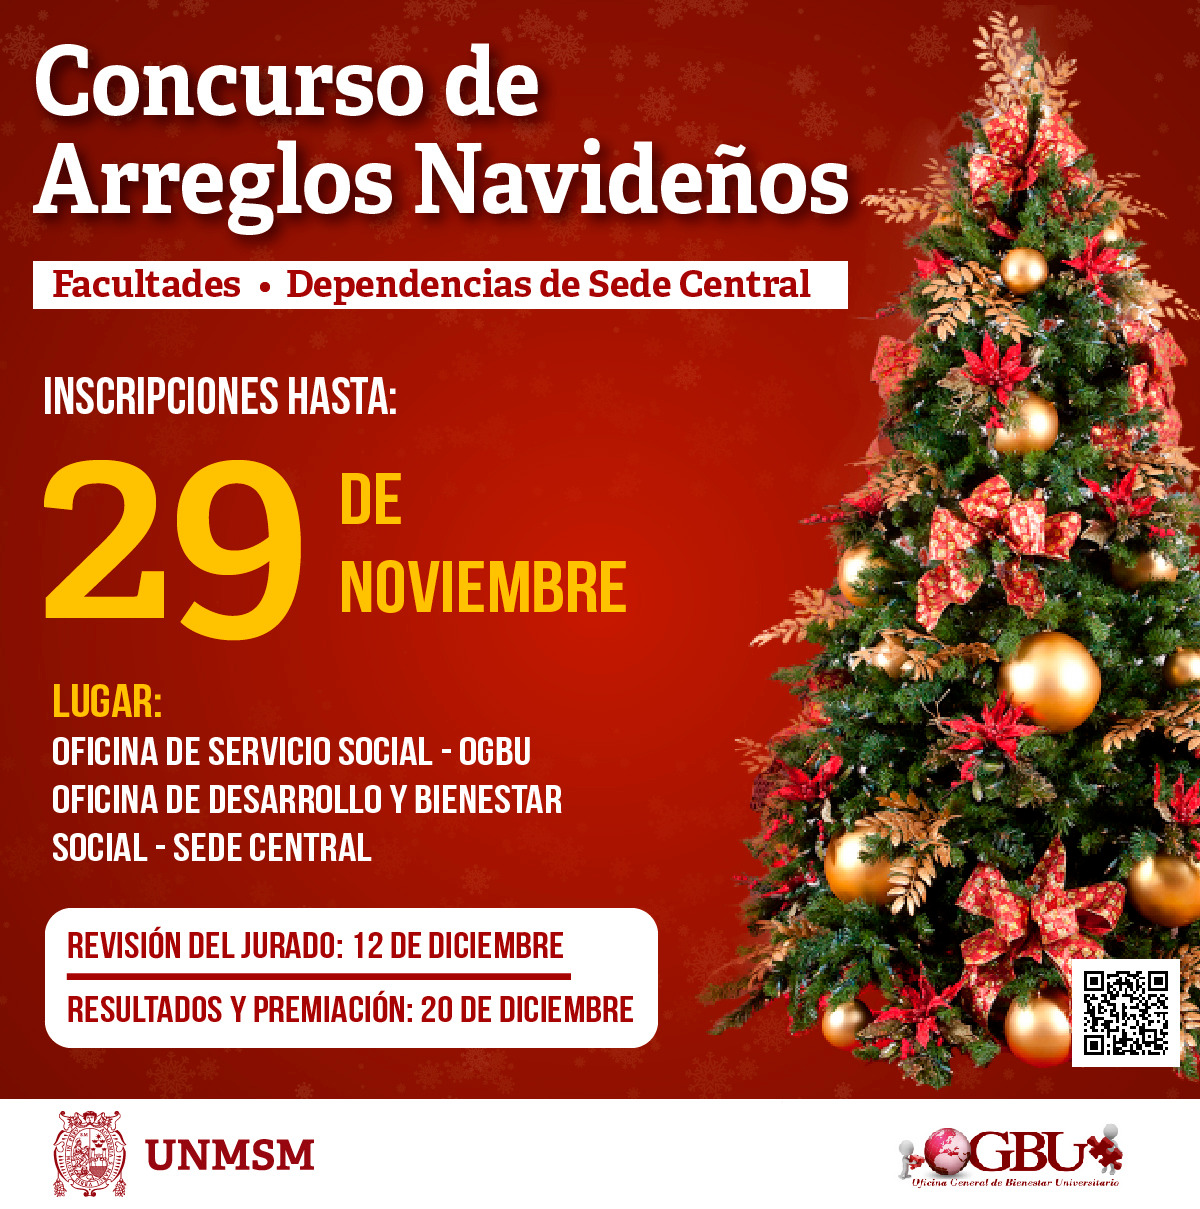 Concurso de
Arreglos Navideños
Facultades • Dependencias de Sede Central
INSCRIPCIONES HASTA:
29 DE
NOVIEMBRE
LUGAR:
OFICINA DE SERVICIO SOCIAL - OGBU
OFICINA DE DESARROLLO Y BIENESTAR
SOCIAL - SEDE CENTRAL
REVISIÓN DEL JURADO: 12 DE DICIEMBRE
RESULTADOS Y PREMIACIÓN: 20 DE DICIEMBRE
UNMSM
OGBU
Oficina General de Bienestar Universitario